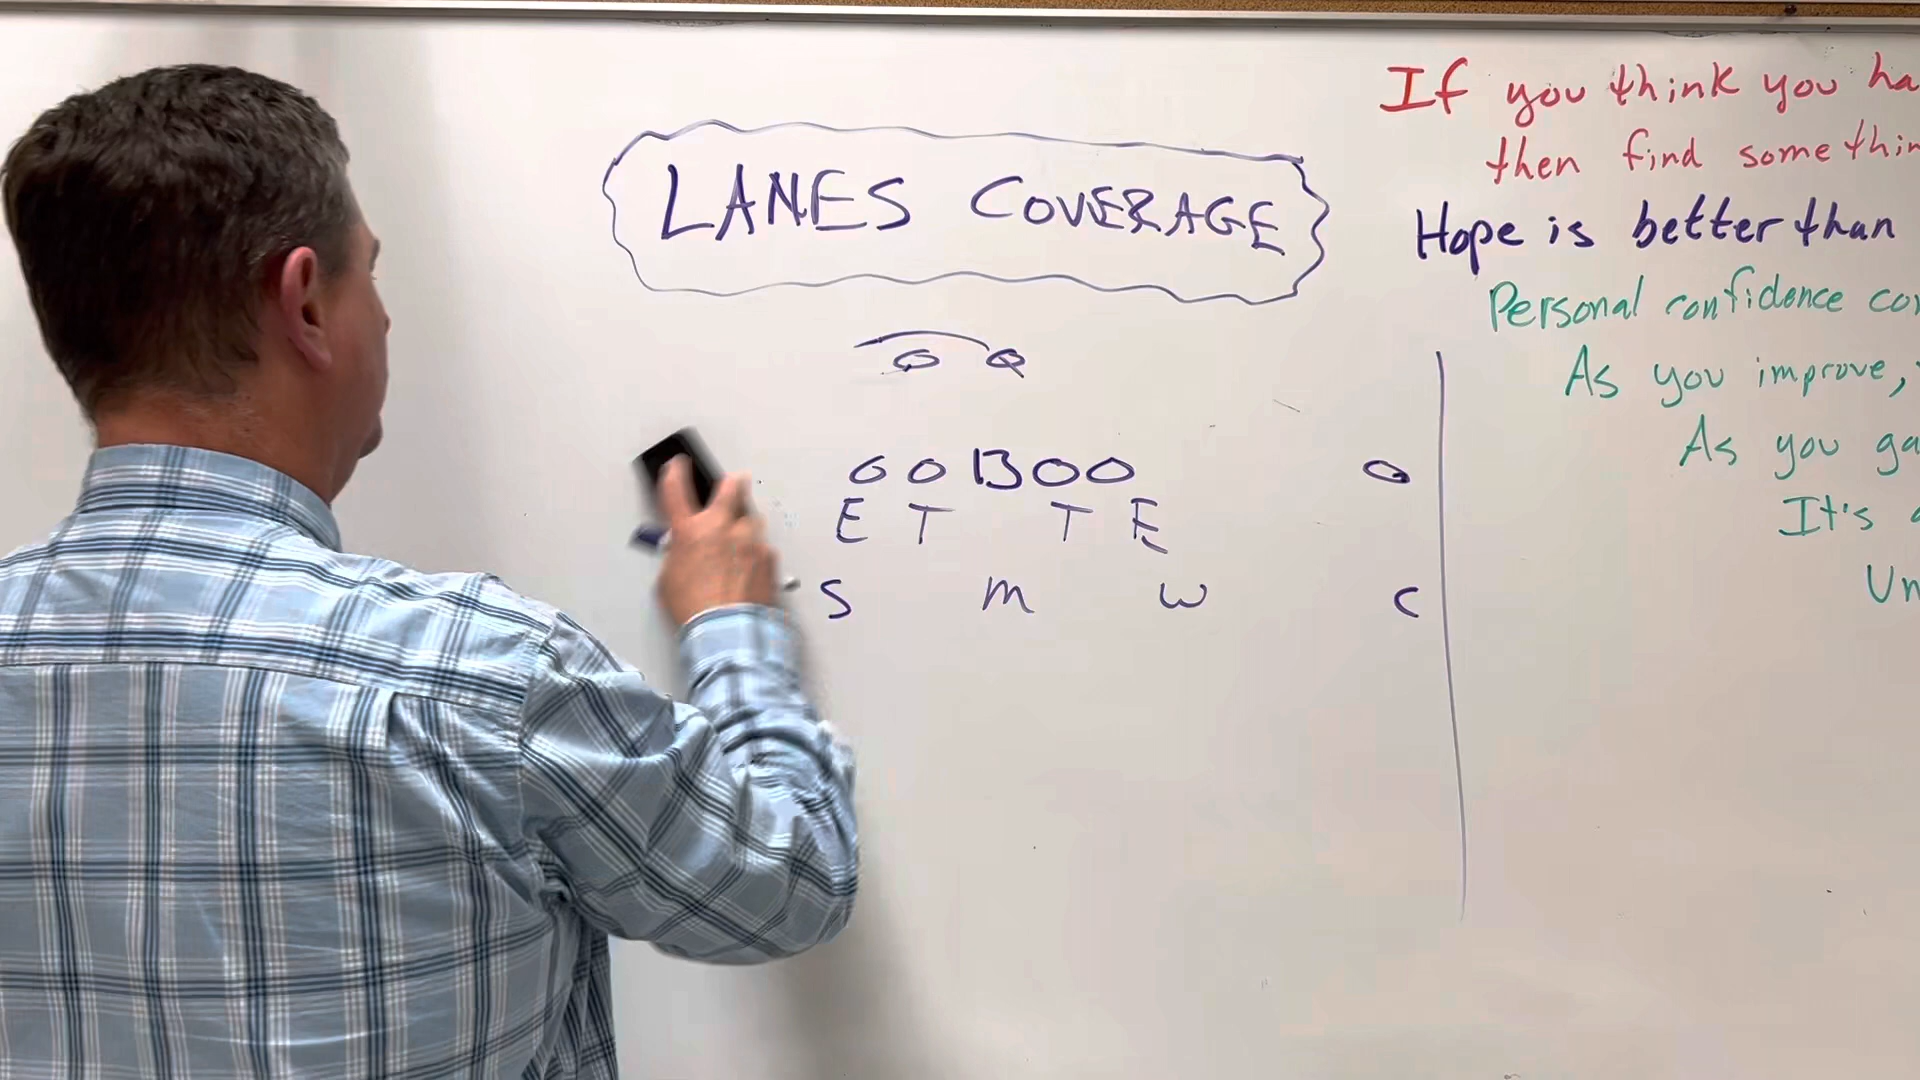 LANES COVERAGE
If you think you ha
then find somethin
Hope is better than
Personal confidence co
As you improve,
As you ga
It's
Un
O Q
O O B O O O
E T T E
S M W C